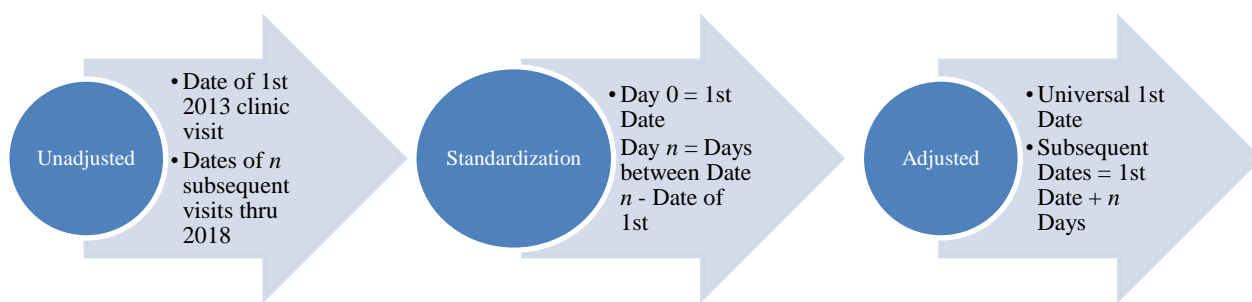 Unadjusted
•Date of 1st
2013 clinic
visit
•Dates of n
subsequent
visits thru
2018
Standardization
•Day 0 = 1st
Date
Day n = Days
between Date
n - Date of
1st
Adjusted
•Universal 1st
Date
•Subsequent
Dates = 1st
Date + n
Days